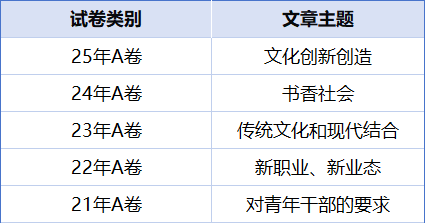 试卷类别 文章主题
25年A卷 文化创新创造
24年A卷 书香社会
23年A卷 传统文化和现代结合
22年A卷 新职业、新业态
21年A卷 对青年干部的要求